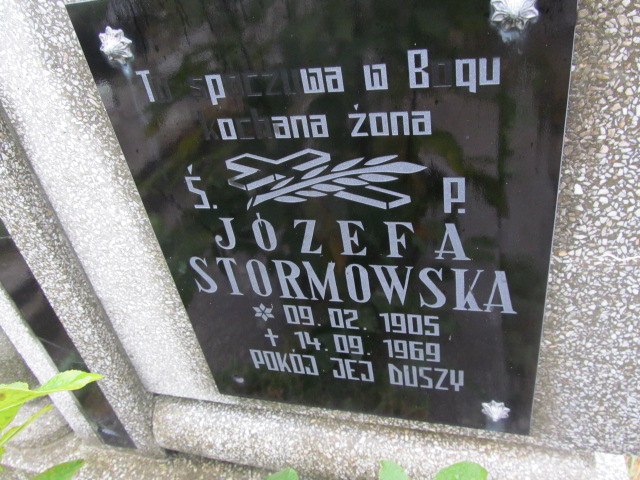 Tu spoczywa w Bogu
kochana żona
Ś. P.
JÓZEFA
STORMOWSKA
09. 02. 1905
+ 14. 09. 1969
POKÓJ JEJ DUSZY